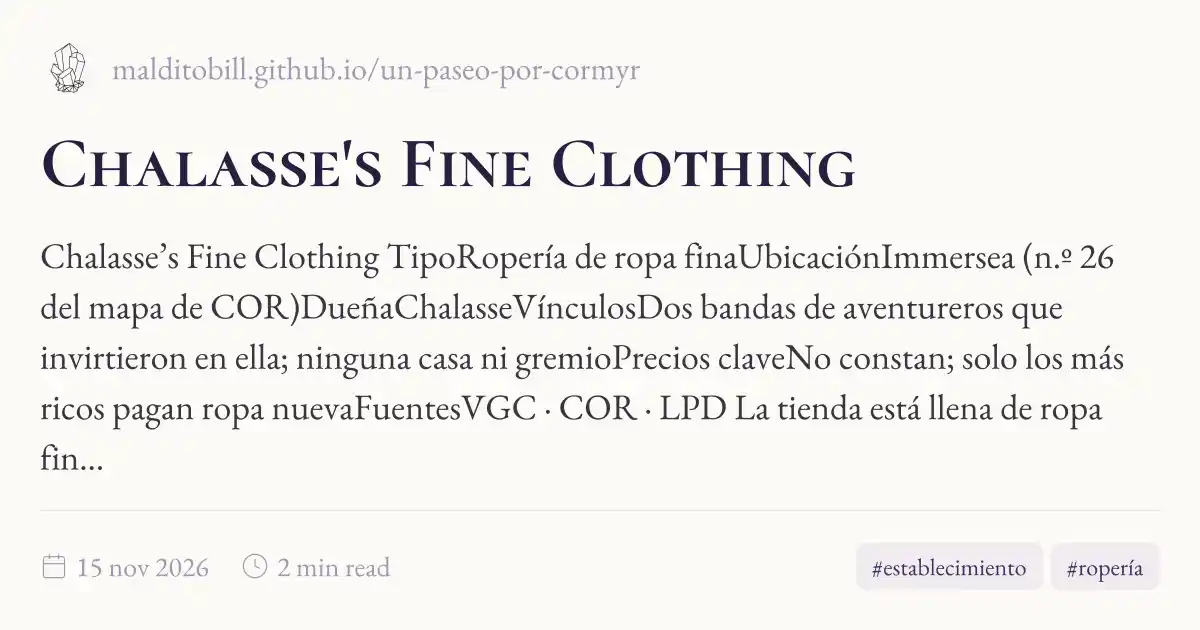 malditobill.github.io/un-paseo-por-cormyr
Chalasse's Fine Clothing
Chalasse’s Fine Clothing TipoRopería de ropa finaUbicaciónImmersea (n.º 26
del mapa de COR)DueñaChalasseVínculosDos bandas de aventureros que
invirtieron en ella; ninguna casa ni gremioPrecios claveNo constan; solo los más
ricos pagan ropa nuevaFuentesVGC · COR · LPD La tienda está llena de ropa
fin...
15 nov 2026 2 min read #establecimiento #ropería